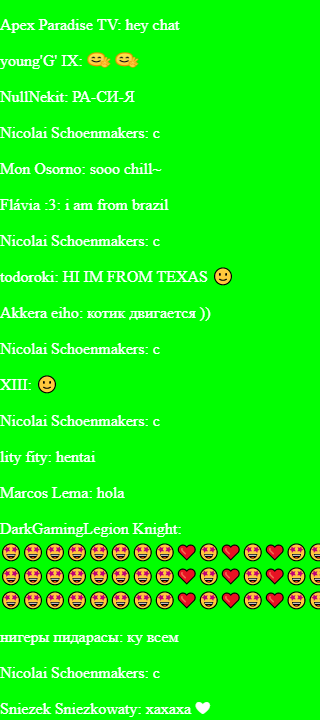 Apex Paradise TV: hey chat
young'G' IX: 🤗 🤗
NullNekit: РА-СИ-Я
Nicolai Schoenmakers: c
Mon Osorno: sooo chill~
Flávia :3: i am from brazil
Nicolai Schoenmakers: c
todoroki: HI IM FROM TEXAS 🙂
Akkera eiho: котик двигается ))
Nicolai Schoenmakers: c
XIII: 🙂
Nicolai Schoenmakers: c
lity fity: hentai
Marcos Lema: hola
DarkGamingLegion Knight:
🤩🤩🤩🤩🤩🤩🤩🤩❤🤩❤🤩❤🤩🤩
🤩🤩🤩🤩🤩🤩🤩🤩❤🤩❤🤩❤🤩🤩
🤩🤩🤩🤩🤩🤩🤩🤩❤🤩❤🤩❤🤩🤩
нигеры пидарасы: ку всем
Nicolai Schoenmakers: c
Sniezek Sniezkowaty: xaxaxa 🤍